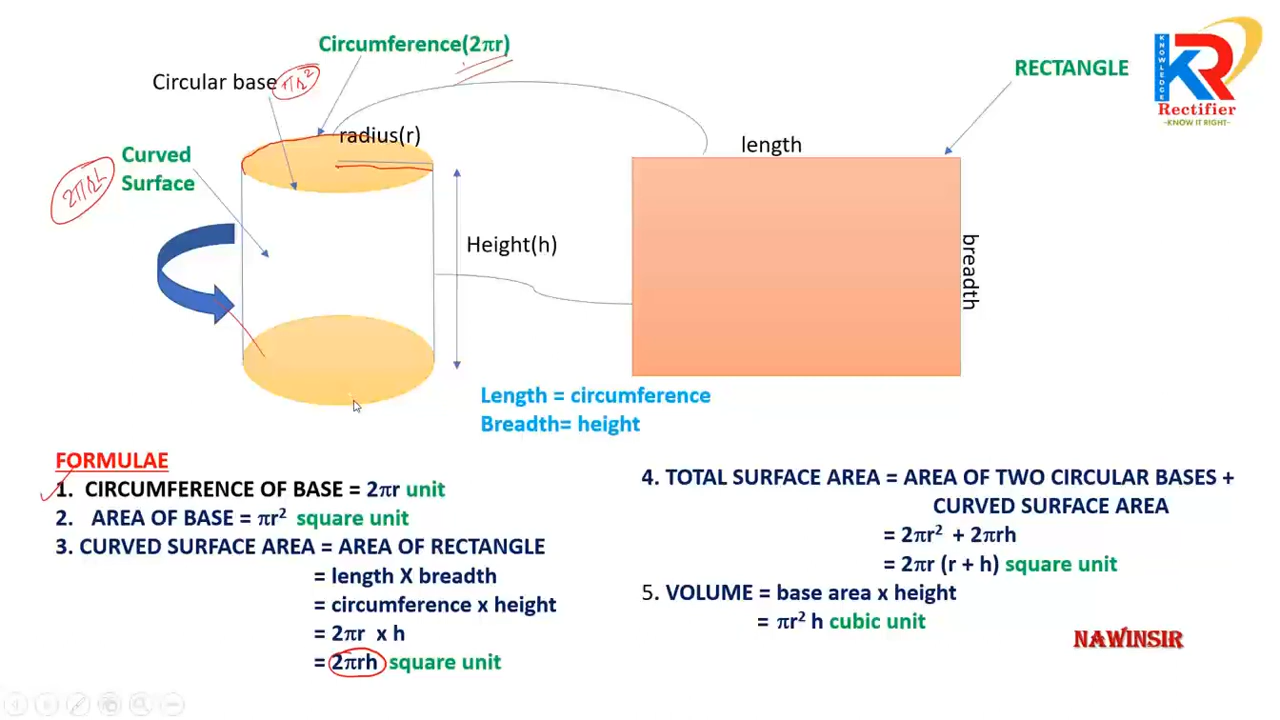 Circumference(2πr)
Circular base πr²
radius(r)
Curved
Surface
2πrh
Height(h)
RECTANGLE
length
breadth
KNOWLEDGE
KR
Rectifier
-KNOW IT RIGHT-
Length = circumference
Breadth= height
FORMULAE
1. CIRCUMFERENCE OF BASE = 2πr unit
2. AREA OF BASE = πr² square unit
3. CURVED SURFACE AREA = AREA OF RECTANGLE
= length X breadth
= circumference x height
= 2πr x h
= 2πrh square unit
4. TOTAL SURFACE AREA = AREA OF TWO CIRCULAR BASES +
CURVED SURFACE AREA
= 2πr² + 2πrh
= 2πr (r + h) square unit
5. VOLUME = base area x height
= πr² h cubic unit
NAWINSIR